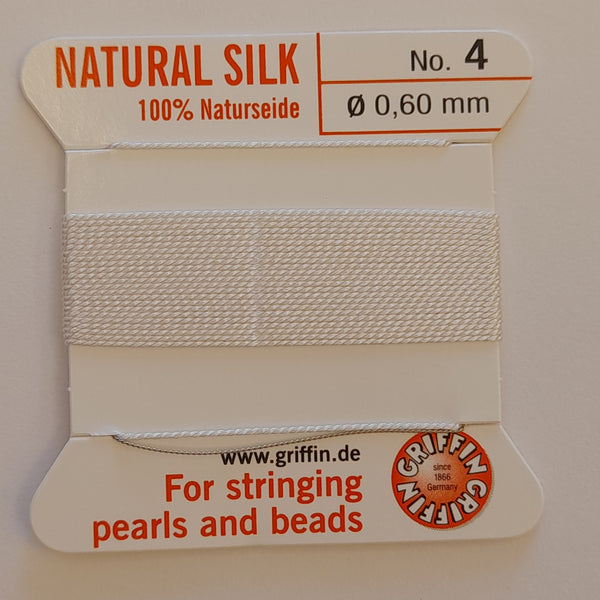 NATURAL SILK
100% Naturseide
No. 4
Ø 0,60 mm
www.griffin.de
For stringing
pearls and beads
GRIFFIN GRIFFIN
since
1866
Germany